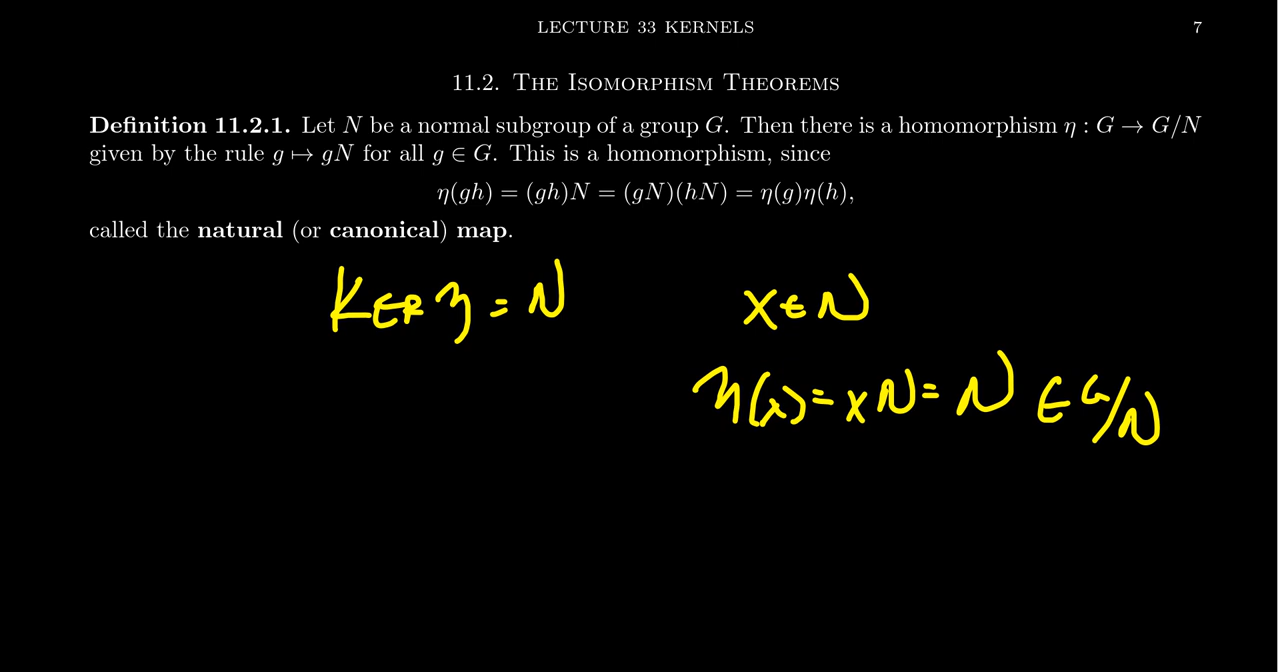 LECTURE 33 KERNELS 7
11.2. The Isomorphism Theorems
Definition 11.2.1. Let N be a normal subgroup of a group G. Then there is a homomorphism η : G → G/N
given by the rule g ↦ gN for all g ∈ G. This is a homomorphism, since
η(gh) = (gh)N = (gN)(hN) = η(g)η(h),
called the natural (or canonical) map.
KER η = N
x ∈ N
η(x) = xN = N ∈ G/N